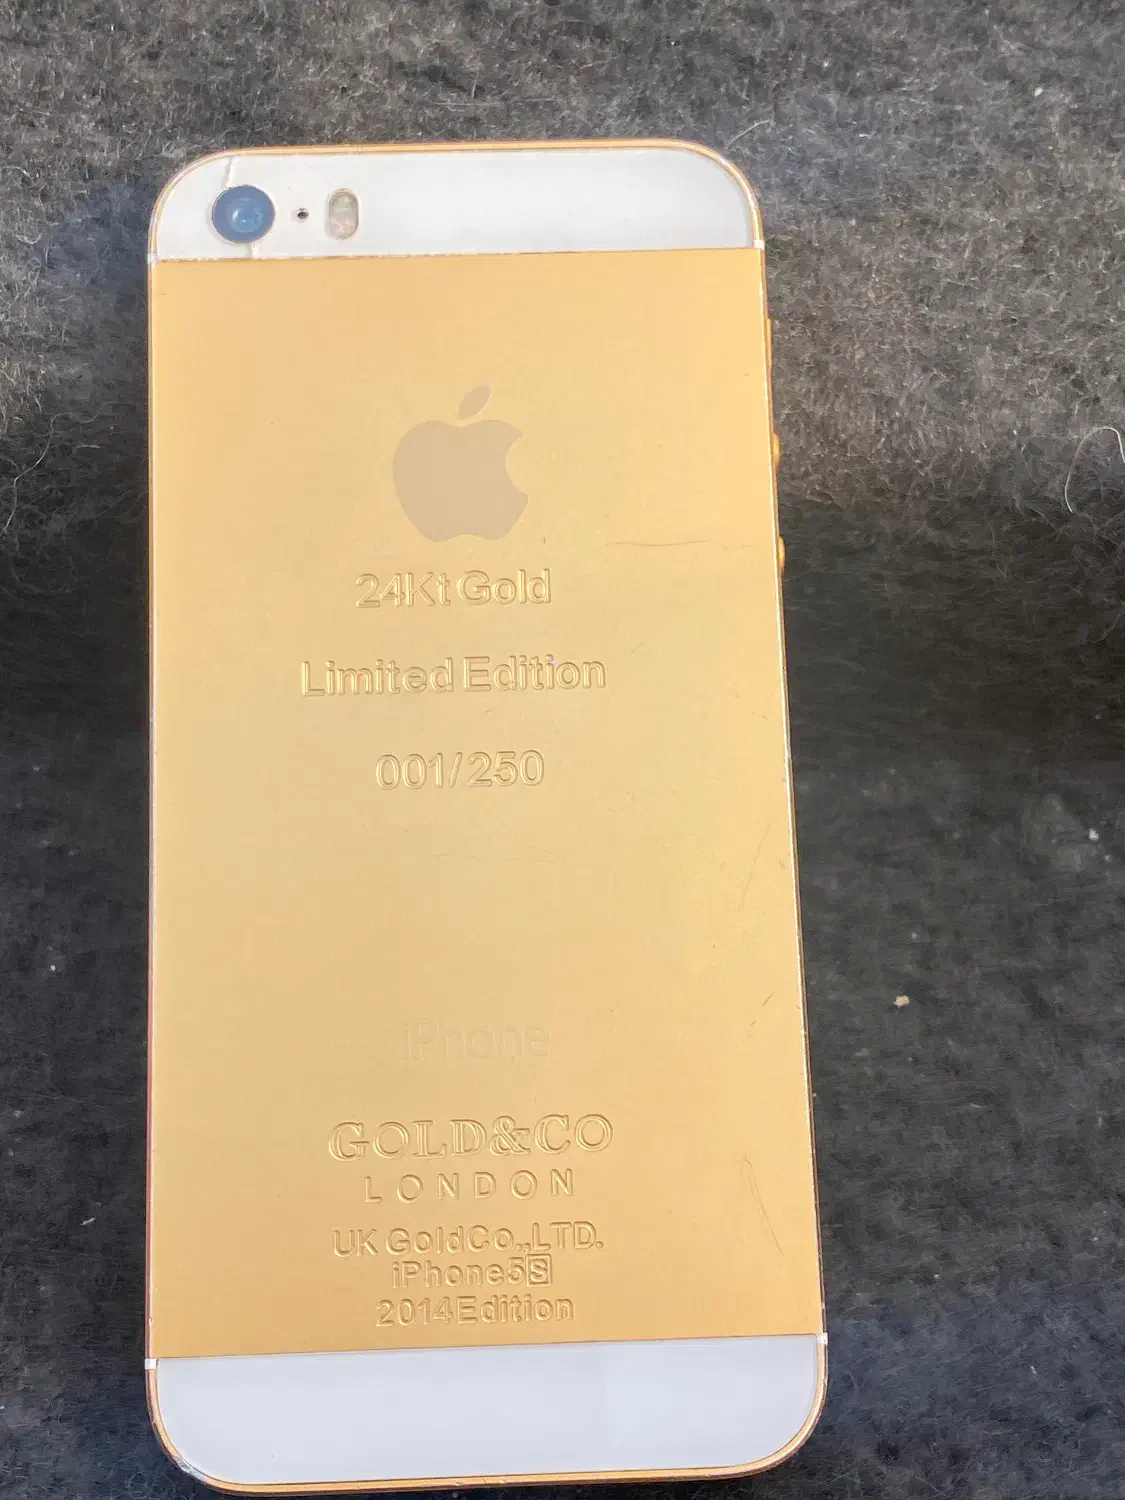 24Kt Gold
Limited Edition
001/250
iPhone
GOLD&CO
LONDON
UK GoldCo.,LTD.
iPhone5S
2014Edition